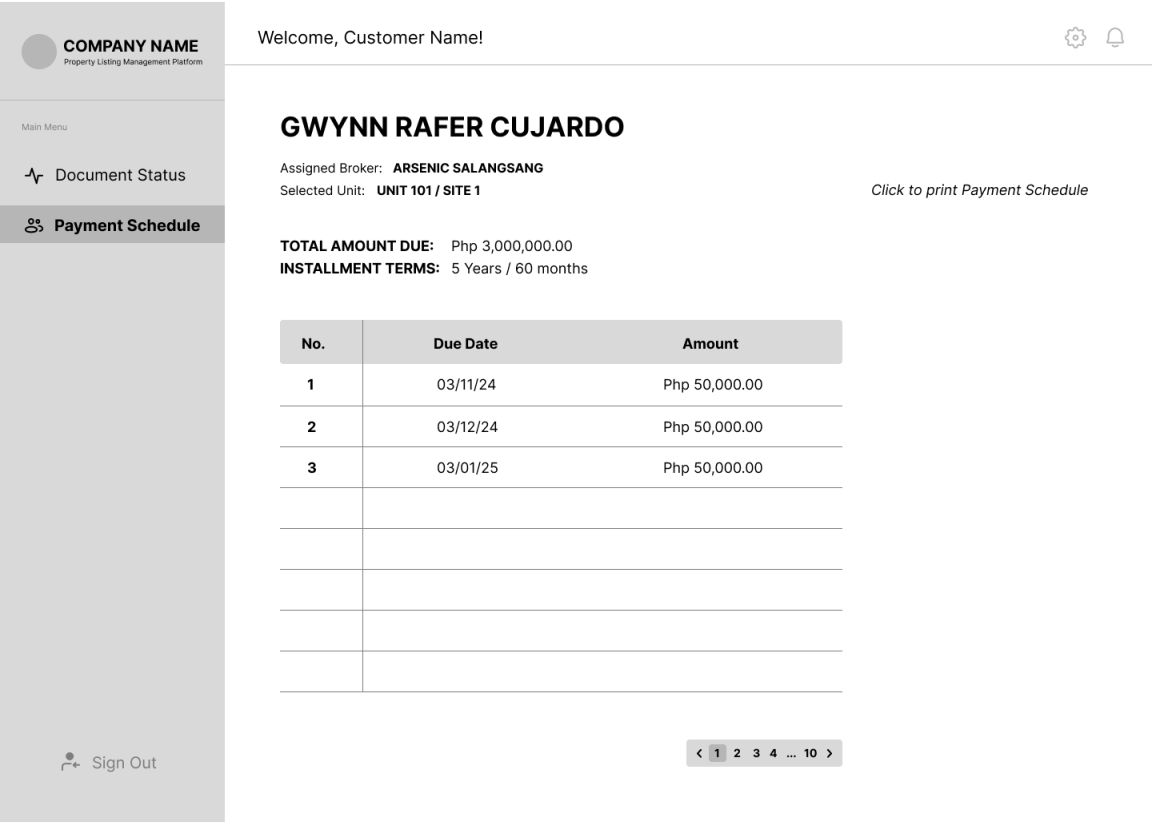 COMPANY NAME
Property Listing Management Platform
Welcome, Customer Name!
Main Menu
Document Status
Payment Schedule
Sign Out
GWYNN RAFER CUJARDO
Assigned Broker: ARSENIC SALANGSANG
Selected Unit: UNIT 101 / SITE 1
Click to print Payment Schedule
TOTAL AMOUNT DUE: Php 3,000,000.00
INSTALLMENT TERMS: 5 Years / 60 months
No. Due Date Amount
1 03/11/24 Php 50,000.00
2 03/12/24 Php 50,000.00
3 03/01/25 Php 50,000.00
< 1 2 3 4 ... 10 >